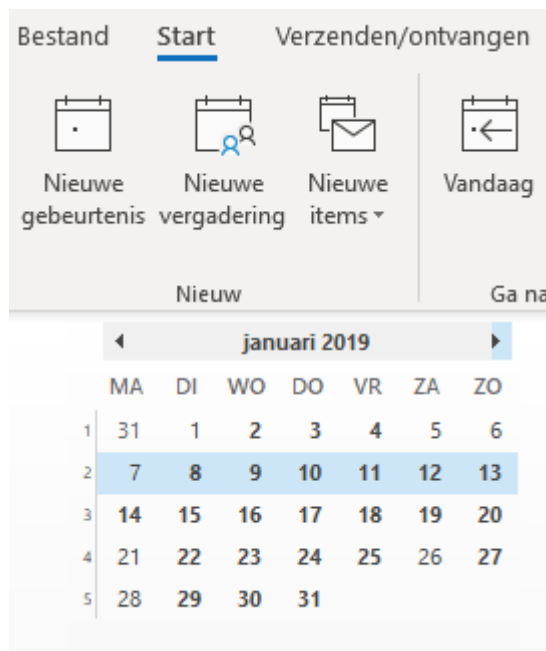 Bestand Start Verzenden/ontvangen
Nieuwe gebeurtenis Nieuwe vergadering Nieuwe items Vandaag
Nieuw Ga na
januari 2019
MA DI WO DO VR ZA ZO
1 31 1 2 3 4 5 6
2 7 8 9 10 11 12 13
3 14 15 16 17 18 19 20
4 21 22 23 24 25 26 27
5 28 29 30 31